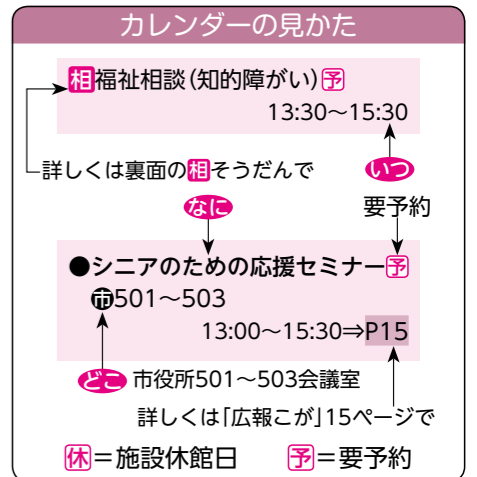 カレンダーの見かた
相福祉相談(知的障がい)予
13:30～15:30
詳しくは裏面の相そうだんで
いつ
なに
要予約
●シニアのための応援セミナー予
市501～503
13:00～15:30⇒P15
どこ 市役所501～503会議室
詳しくは「広報こが」15ページで
休=施設休館日 予=要予約